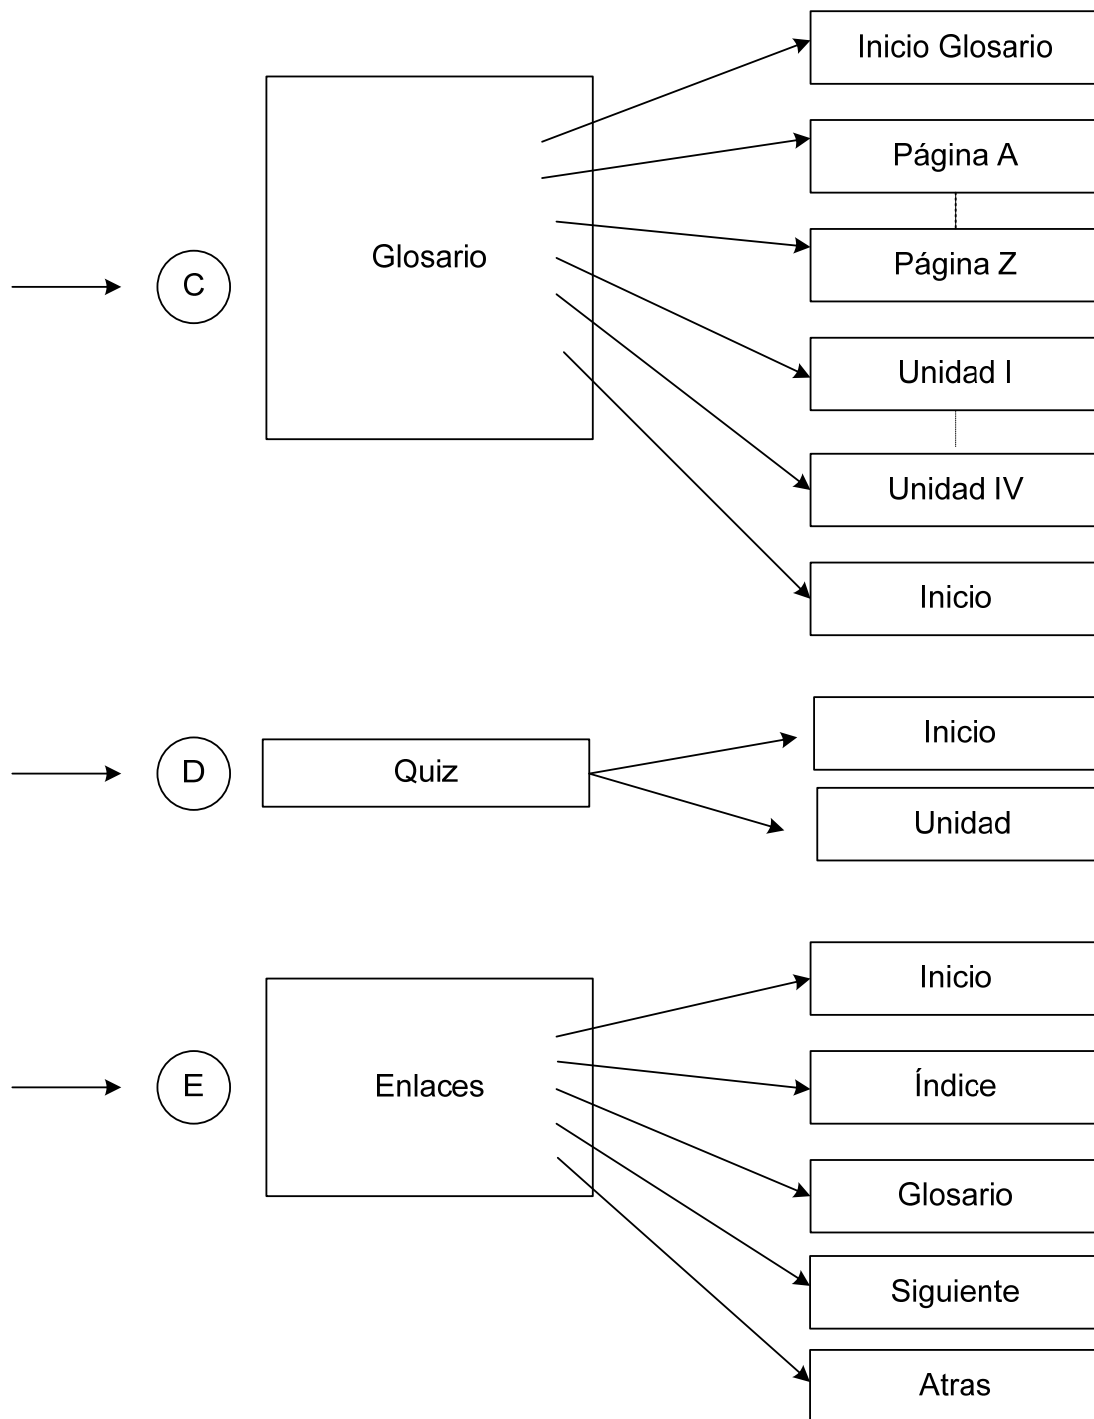 Inicio Glosario
Página A
Página Z
Glosario
C
Unidad I
Unidad IV
Inicio
D
Quiz
Inicio
Unidad
Inicio
E
Enlaces
Índice
Glosario
Siguiente
Atras